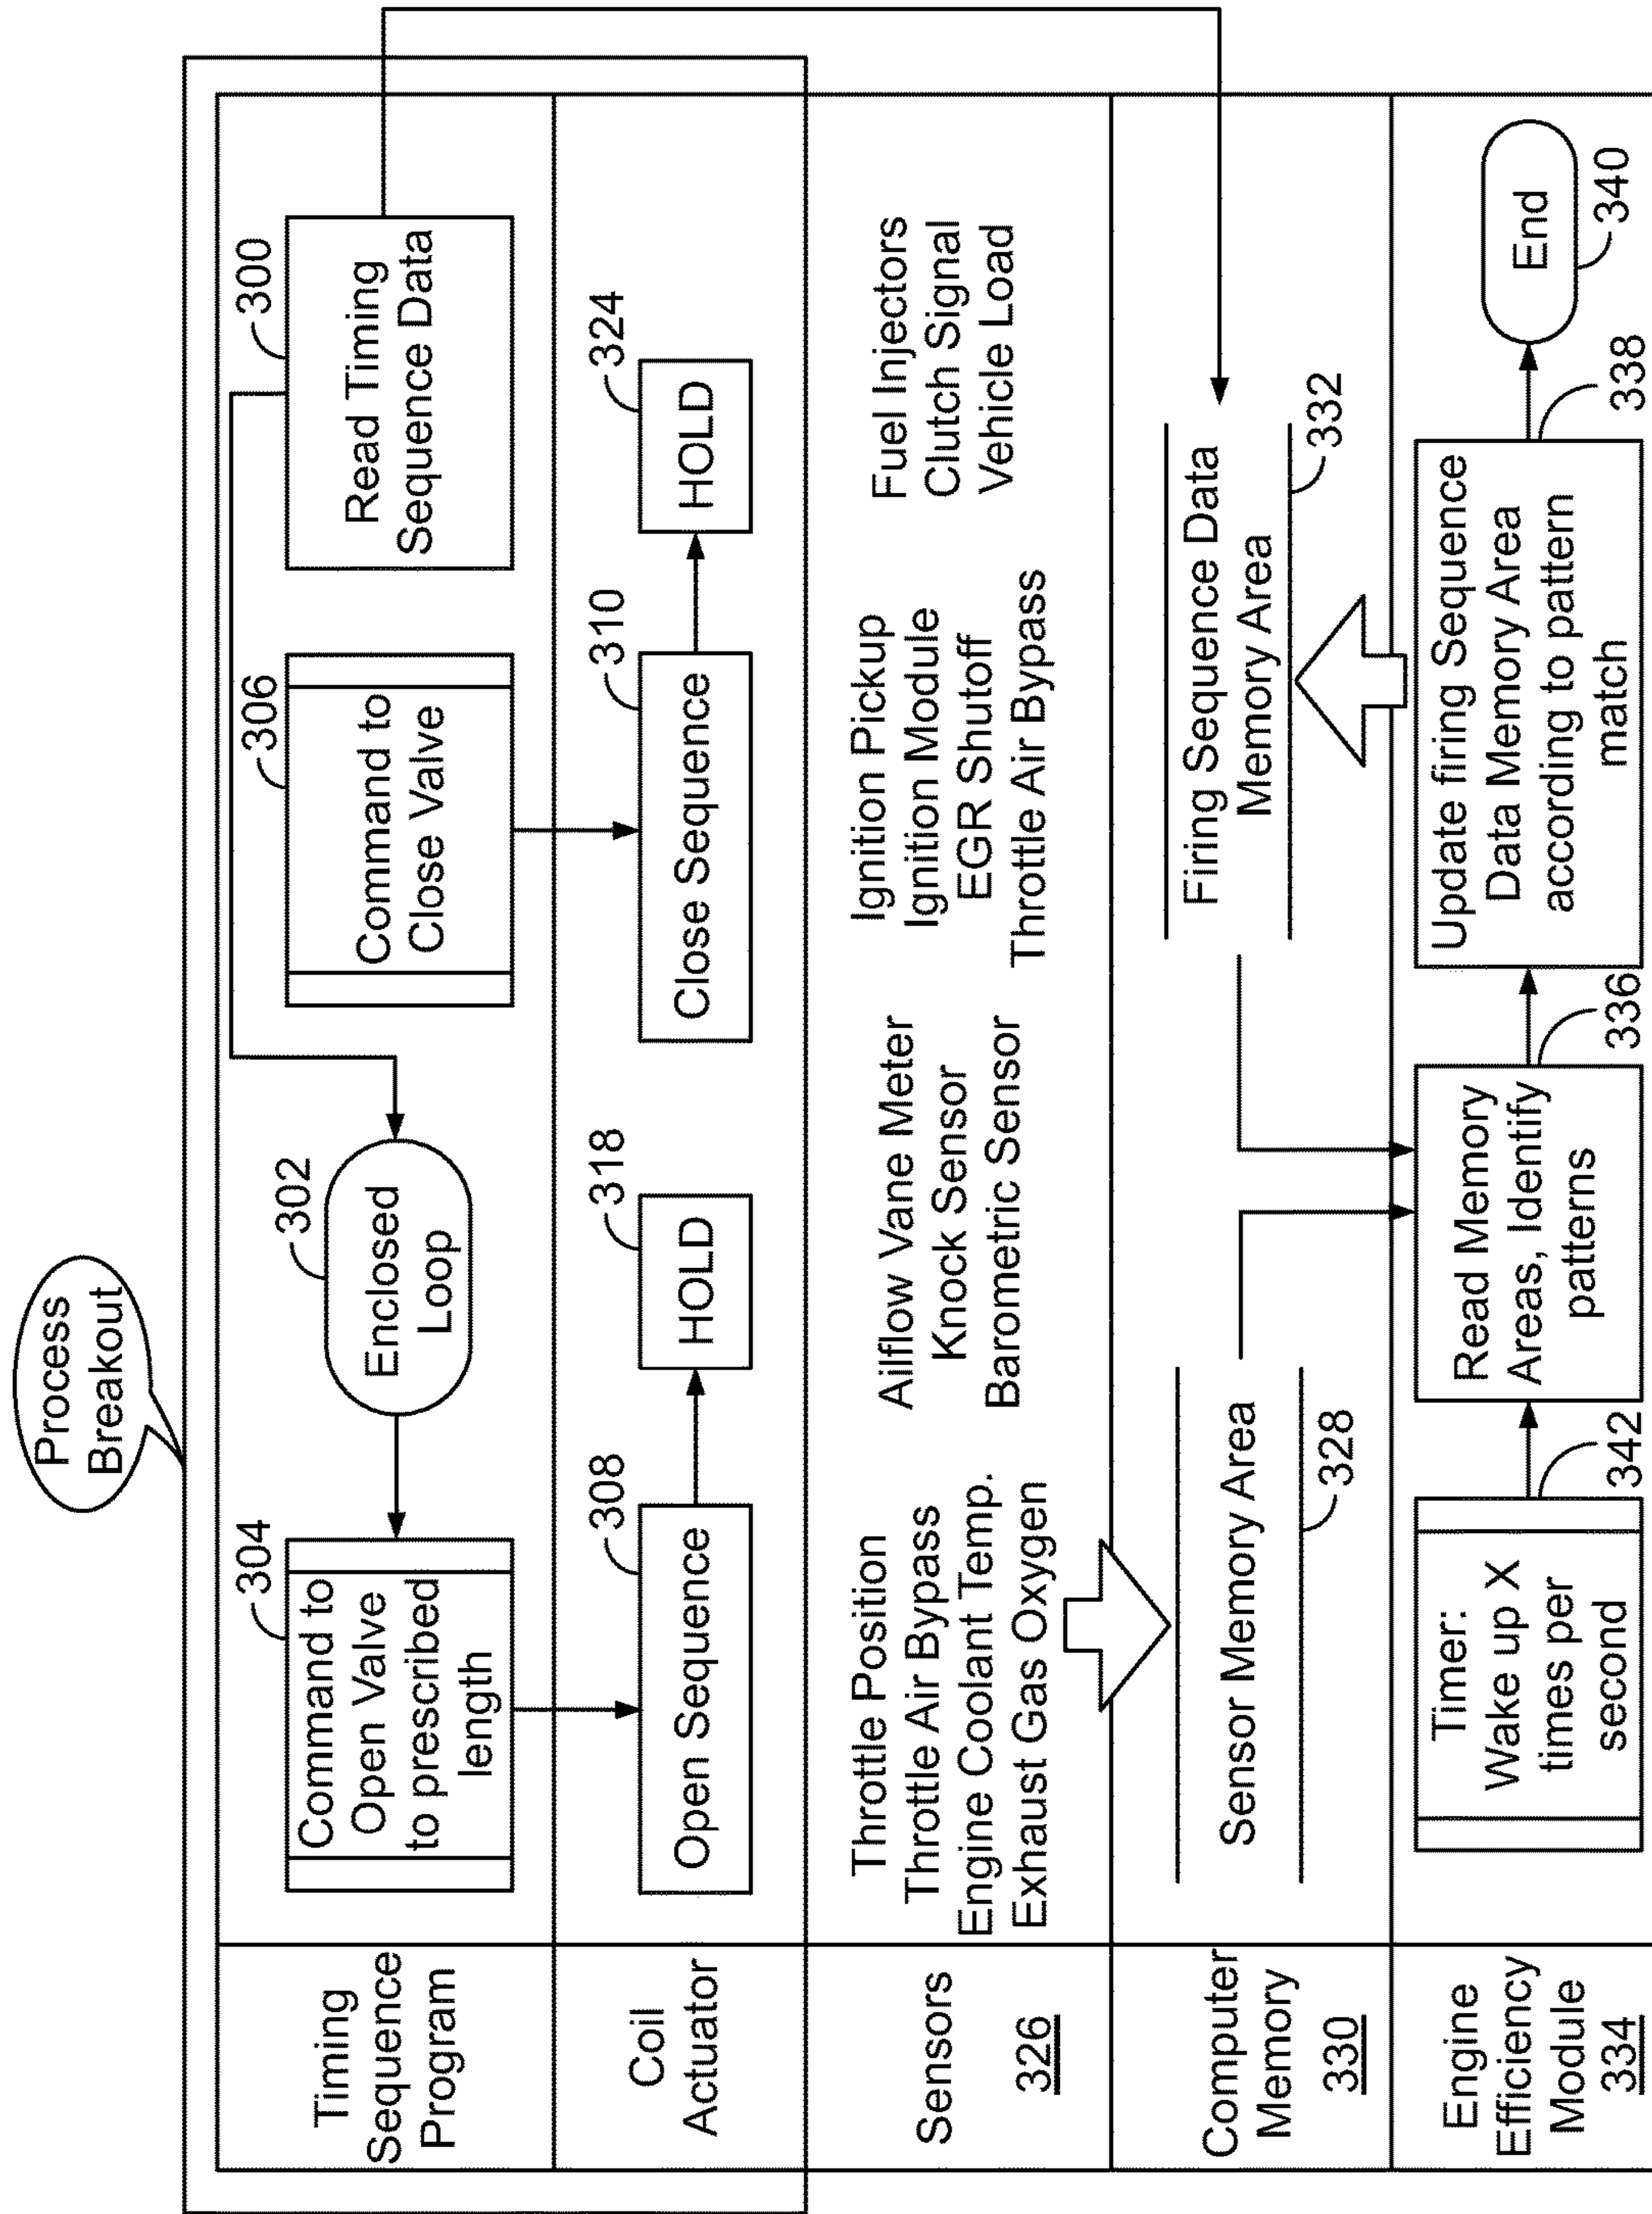 Process
Breakout
Timing
Sequence
Program
304
Command to
Open Valve
to prescribed
length
302
Enclosed
Loop
306
Command to
Close Valve
300
Read Timing
Sequence Data
Coil
Actuator
308
Open Sequence
318
HOLD
310
Close Sequence
324
HOLD
Sensors
326
Throttle Position
Throttle Air Bypass
Engine Coolant Temp.
Exhaust Gas Oxygen
Ailflow Vane Meter
Knock Sensor
Barometric Sensor
Ignition Pickup
Ignition Module
EGR Shutoff
Throttle Air Bypass
Fuel Injectors
Clutch Signal
Vehicle Load
Computer
Memory
330
Sensor Memory Area
328
Firing Sequence Data
Memory Area
332
Engine
Efficiency
Module
334
Timer:
Wake up X
times per
second
342
Read Memory
Areas, Identify
patterns
336
Update firing Sequence
Data Memory Area
according to pattern
match
338
End
340